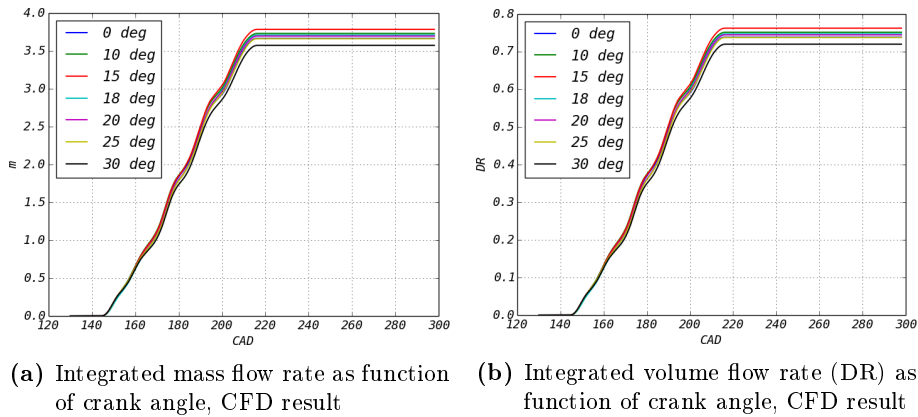 4.0
3.5
3.0
2.5
2.0
1.5
1.0
0.5
0.0
m
0 deg
10 deg
15 deg
18 deg
20 deg
25 deg
30 deg
120 140 160 180 200 220 240 260 280 300
CAD
0.8
0.7
0.6
0.5
0.4
0.3
0.2
0.1
0.0
DR
0 deg
10 deg
15 deg
18 deg
20 deg
25 deg
30 deg
120 140 160 180 200 220 240 260 280 300
CAD
(a) Integrated mass flow rate as function
of crank angle, CFD result
(b) Integrated volume flow rate (DR) as
function of crank angle, CFD result